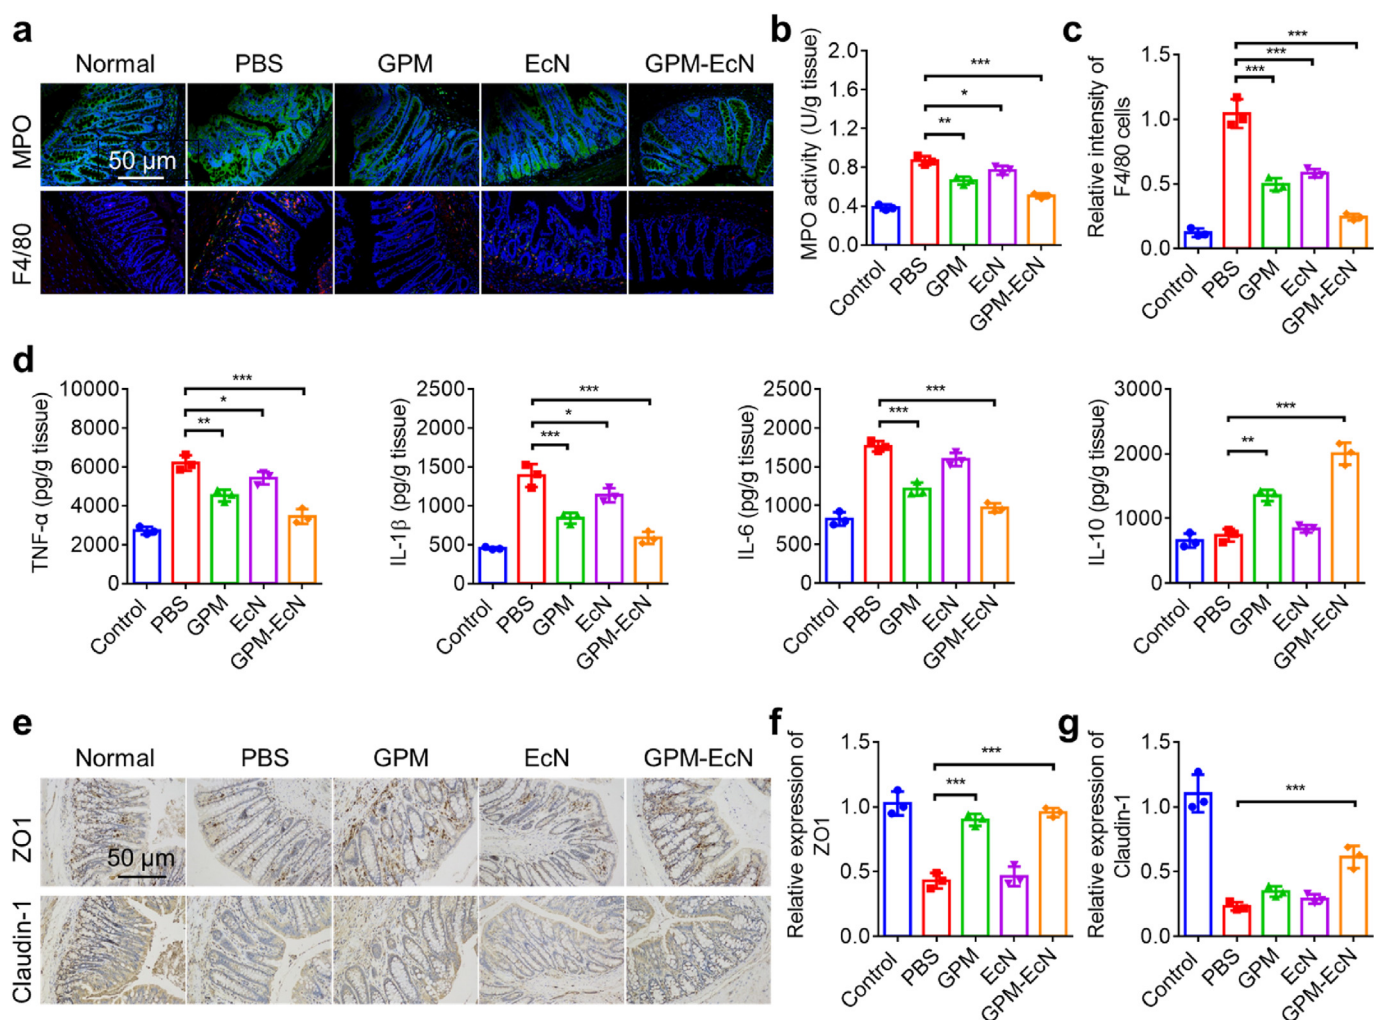 a
Normal PBS GPM EcN GPM-EcN
MPO
50 μm
F4/80
b
MPO activity (U/g tissue)
2.0
1.6
1.2
0.8
0.4
0.0
***
*
**
Control PBS GPM EcN GPM-EcN
c
Relative intensity of
F4/80 cells
1.5
1.0
0.5
0.0
***
***
***
Control PBS GPM EcN GPM-EcN
d
TNF-α (pg/g tissue)
10000
8000
6000
4000
2000
0
***
*
**
Control PBS GPM EcN GPM-EcN
IL-1β (pg/g tissue)
2500
2000
1500
1000
500
0
***
*
***
Control PBS GPM EcN GPM-EcN
IL-6 (pg/g tissue)
2500
2000
1500
1000
500
0
***
***
Control PBS GPM EcN GPM-EcN
IL-10 (pg/g tissue)
3000
2000
1000
0
***
**
Control PBS GPM EcN GPM-EcN
e
Normal PBS GPM EcN GPM-EcN
ZO1
50 μm
Claudin-1
f
Relative expression of
ZO1
1.5
1.0
0.5
0.0
***
***
Control PBS GPM EcN GPM-EcN
g
Relative expression of
Claudin-1
1.5
1.0
0.5
0.0
***
Control PBS GPM EcN GPM-EcN